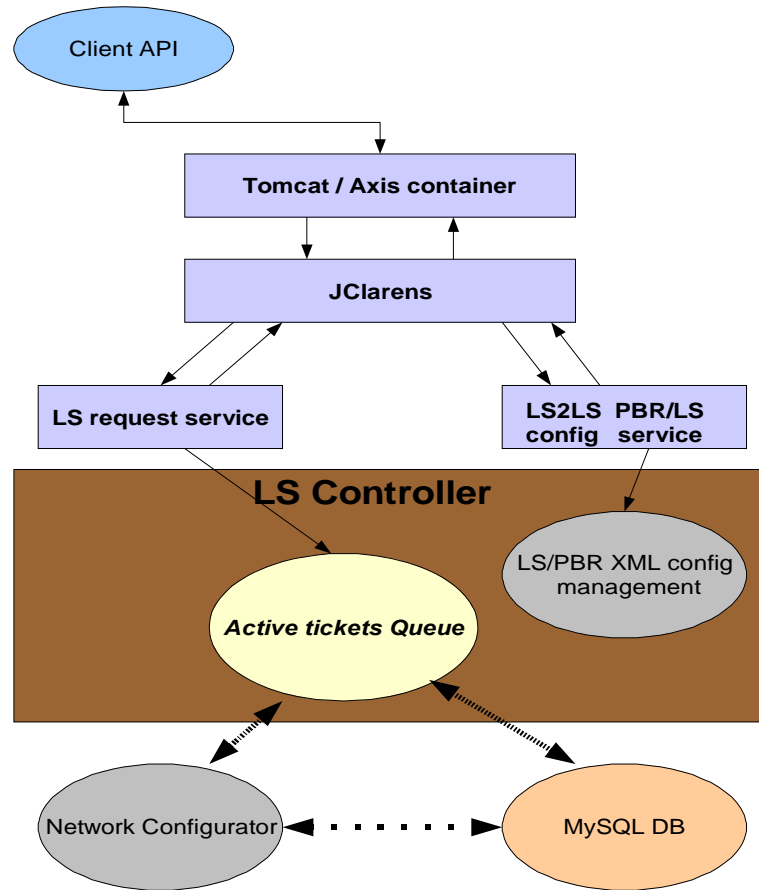 Client API
Tomcat / Axis container
JClarens
LS request service
LS2LS PBR/LS
config service
LS Controller
LS/PBR XML config
management
Active tickets Queue
Network Configurator
MySQL DB